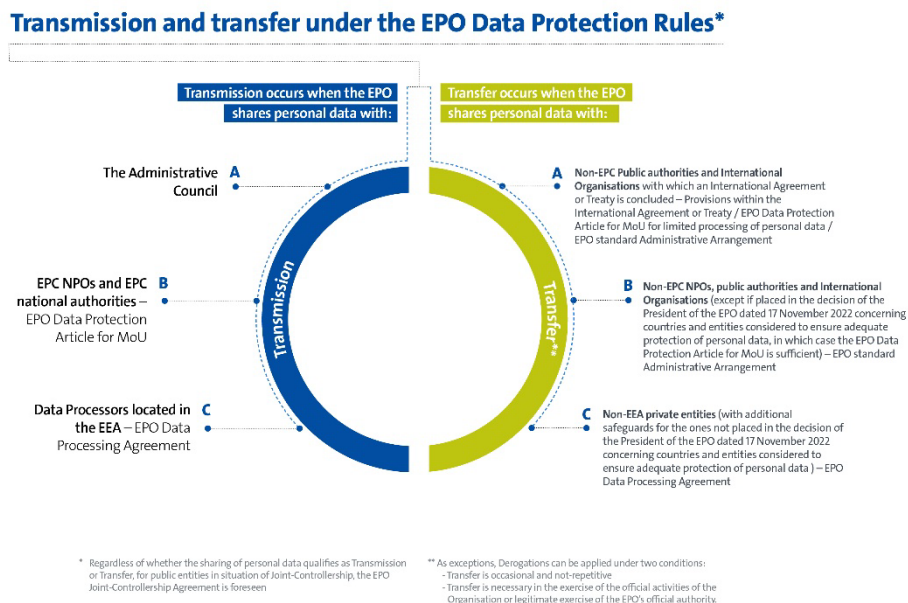 Transmission and transfer under the EPO Data Protection Rules*
Transmission occurs when the EPO
shares personal data with:
Transfer occurs when the EPO
shares personal data with:
The Administrative
Council
A
EPC NPOs and EPC
national authorities –
EPO Data Protection
Article for MoU
B
Data Processors located in
the EEA – EPO Data
Processing Agreement
C
Transmission
Transfer**
A
Non-EPC Public authorities and International
Organisations with which an International Agreement
or Treaty is concluded – Provisions within the
International Agreement or Treaty / EPO Data Protection
Article for MoU for limited processing of personal data /
EPO standard Administrative Arrangement
B
Non-EPC NPOs, public authorities and International
Organisations (except if placed in the decision of the
President of the EPO dated 17 November 2022 concerning
countries and entities considered to ensure adequate
protection of personal data, in which case the EPO Data
Protection Article for MoU is sufficient) – EPO standard
Administrative Arrangement
C
Non-EEA private entities (with additional
safeguards for the ones not placed in the decision of
the President of the EPO dated 17 November 2022
concerning countries and entities considered to
ensure adequate protection of personal data ) – EPO
Data Processing Agreement
* Regardless of whether the sharing of personal data qualifies as Transmission
or Transfer, for public entities in situation of Joint-Controllership, the EPO
Joint-Controllership Agreement is foreseen
** As exceptions, Derogations can be applied under two conditions:
- Transfer is occasional and not-repetitive
- Transfer is necessary in the exercise of the official activities of the
Organisation or legitimate exercise of the EPO's official authority.